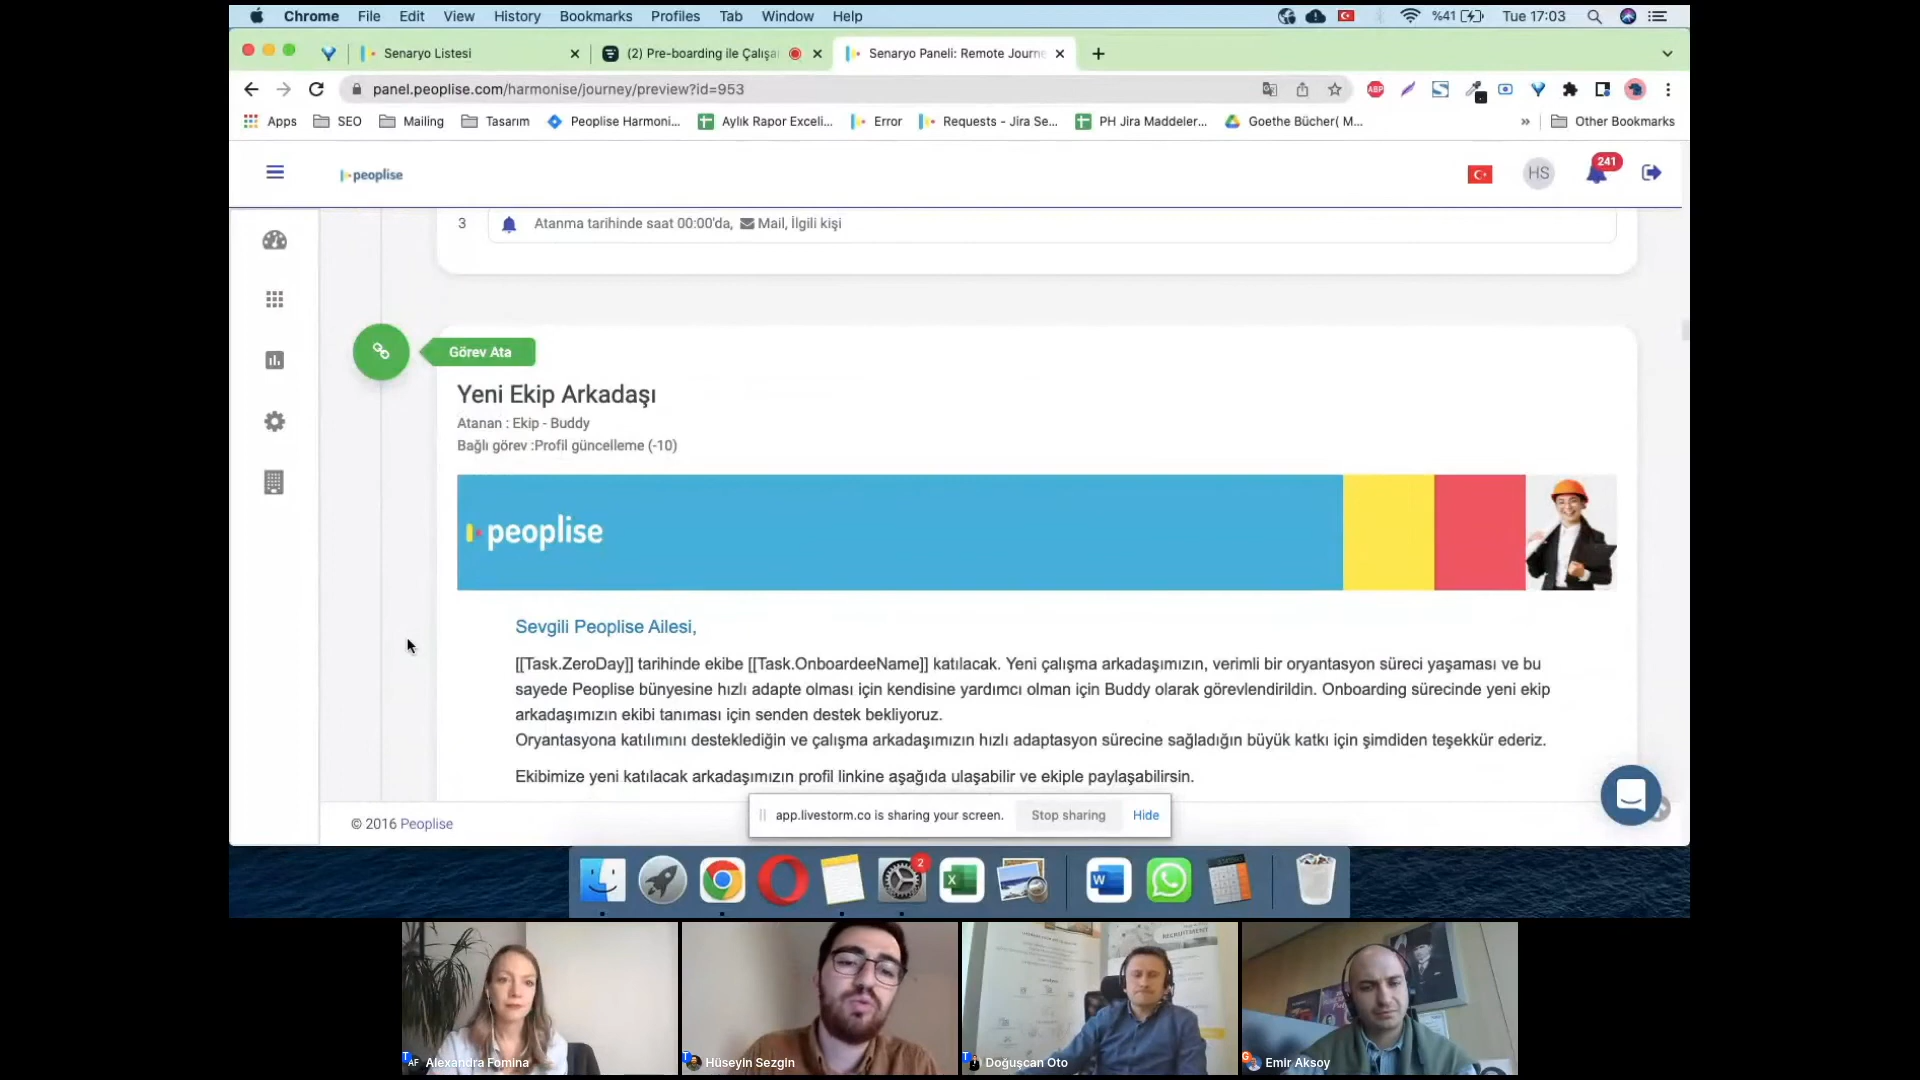 Chrome File Edit View History Bookmarks Profiles Tab Window Help %41 Tue 17:03
Senaryo Listesi (2) Pre-boarding ile Çalışa Senaryo Paneli: Remote Journe
panel.peoplise.com/harmonise/journey/preview?id=953 ABP
Apps SEO Mailing Tasarım Peoplise Harmoni... Aylık Rapor Exceli... Error Requests - Jira Se... PH Jira Maddeler... Goethe Bücher( M... » Other Bookmarks
peoplise HS 241
3 Atanma tarihinde saat 00:00'da, Mail, İlgili kişi
Görev Ata
Yeni Ekip Arkadaşı
Atanan : Ekip - Buddy
Bağlı görev :Profil güncelleme (-10)
peoplise
Sevgili Peoplise Ailesi,
[[Task.ZeroDay]] tarihinde ekibe [[Task.OnboardeeName]] katılacak. Yeni çalışma arkadaşımızın, verimli bir oryantasyon süreci yaşaması ve bu
sayede Peoplise bünyesine hızlı adapte olması için kendisine yardımcı olman için Buddy olarak görevlendirildin. Onboarding sürecinde yeni ekip
arkadaşımızın ekibi tanıması için senden destek bekliyoruz.
Oryantasyona katılımını desteklediğin ve çalışma arkadaşımızın hızlı adaptasyon sürecine sağladığın büyük katkı için şimdiden teşekkür ederiz.
Ekibimize yeni katılacak arkadaşımızın profil linkine aşağıda ulaşabilir ve ekiple paylaşabilirsin.
app.livestorm.co is sharing your screen. Stop sharing Hide
© 2016 Peoplise
2
RECRUITMENT
T AF Alexandra Fomina
T Hüseyin Sezgin
T Doğuşcan Oto
G Emir Aksoy